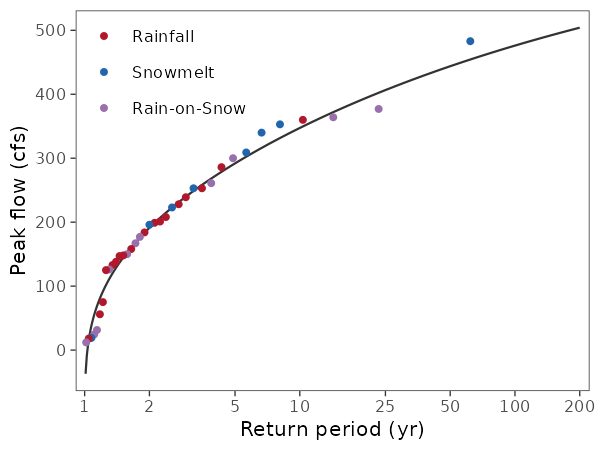 Rainfall
Snowmelt
Rain-on-Snow
Peak flow (cfs)
500
400
300
200
100
0
1 2 5 10 25 50 100 200
Return period (yr)